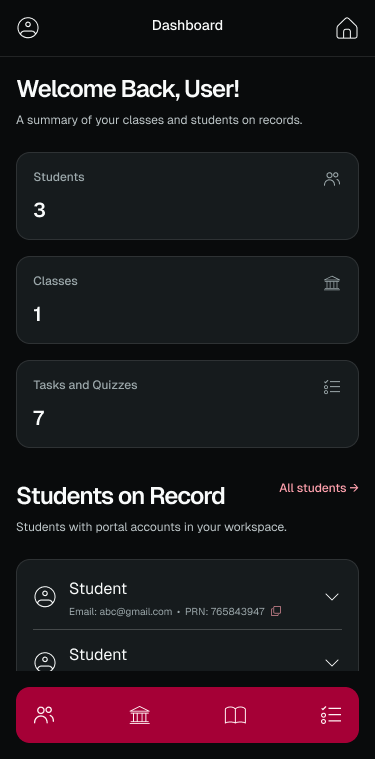 Dashboard
Welcome Back, User!
A summary of your classes and students on records.
Students
3
Classes
1
Tasks and Quizzes
7
Students on Record
All students →
Students with portal accounts in your workspace.
Student
Email: abc@gmail.com • PRN: 765843947
Student